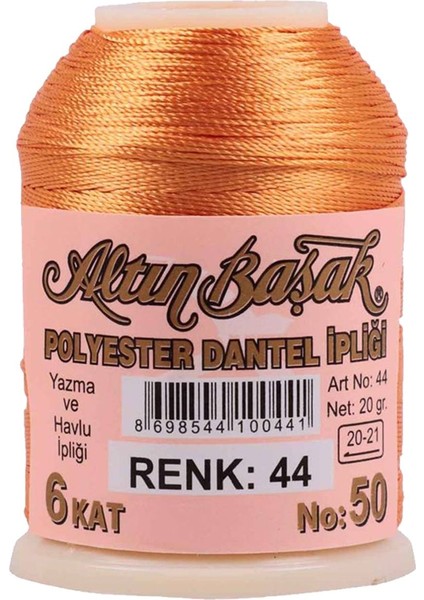 Altın Başak ®
POLYESTER DANTEL İPLİĞİ
Yazma
ve
Havlu
İpliği
8 698544 100441
Art No: 44
Net: 20 gr.
20-21
RENK: 44
6 KAT
No: 50